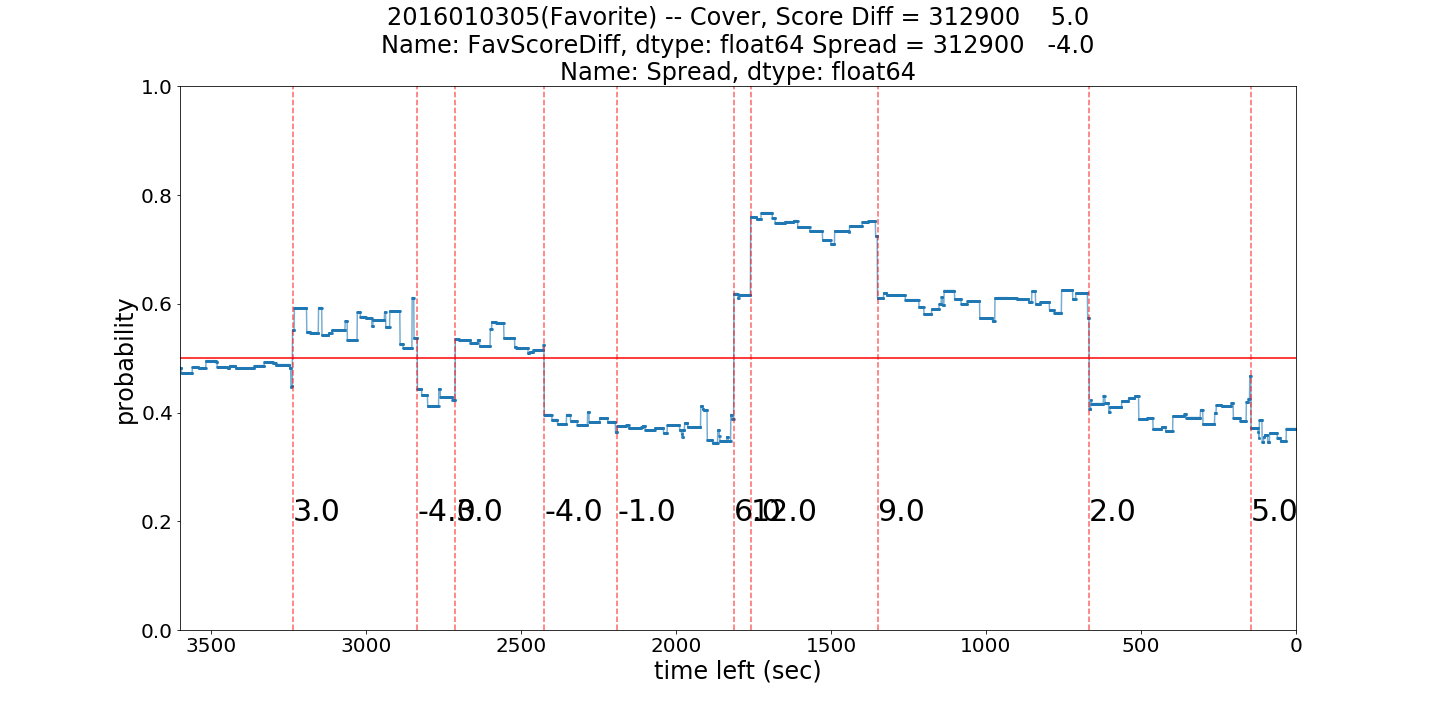 2016010305(Favorite) -- Cover, Score Diff = 312900    5.0
Name: FavScoreDiff, dtype: float64 Spread = 312900   -4.0
Name: Spread, dtype: float64
1.0
0.8
0.6
0.4
0.2
0.0
probability
3.0
-4.0
3.0
-4.0
-1.0
6.0
12.0
9.0
2.0
5.0
3500 3000 2500 2000 1500 1000 500 0
time left (sec)